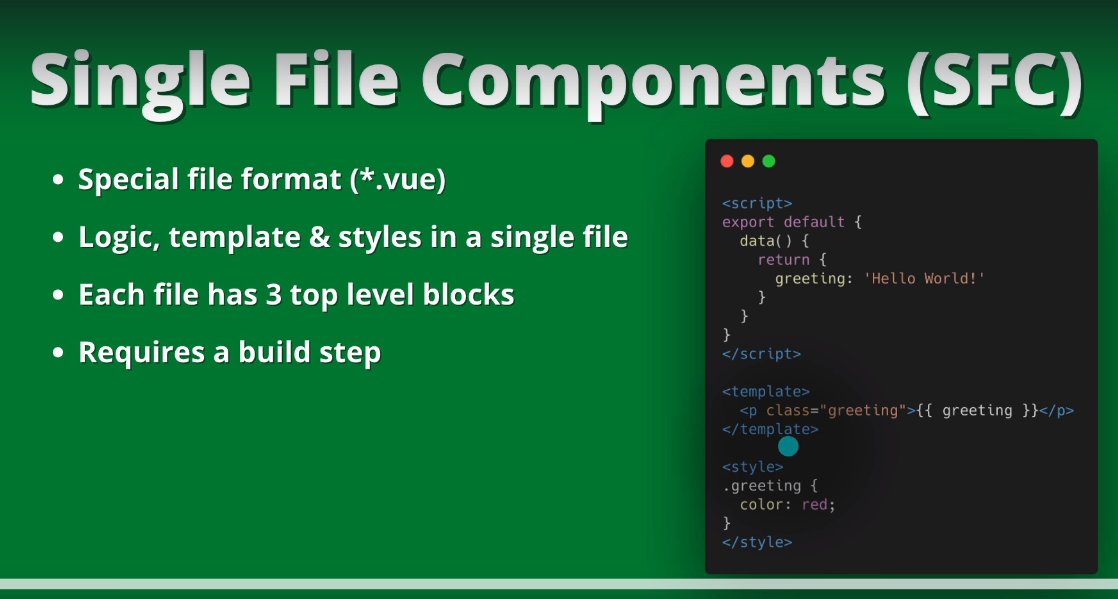 Single File Components (SFC)
• Special file format (*.vue)
• Logic, template & styles in a single file
• Each file has 3 top level blocks
• Requires a build step
<script>
export default {
  data() {
    return {
      greeting: 'Hello World!'
    }
  }
}
</script>

<template>
  <p class="greeting">{{ greeting }}</p>
</template>

<style>
.greeting {
  color: red;
}
</style>